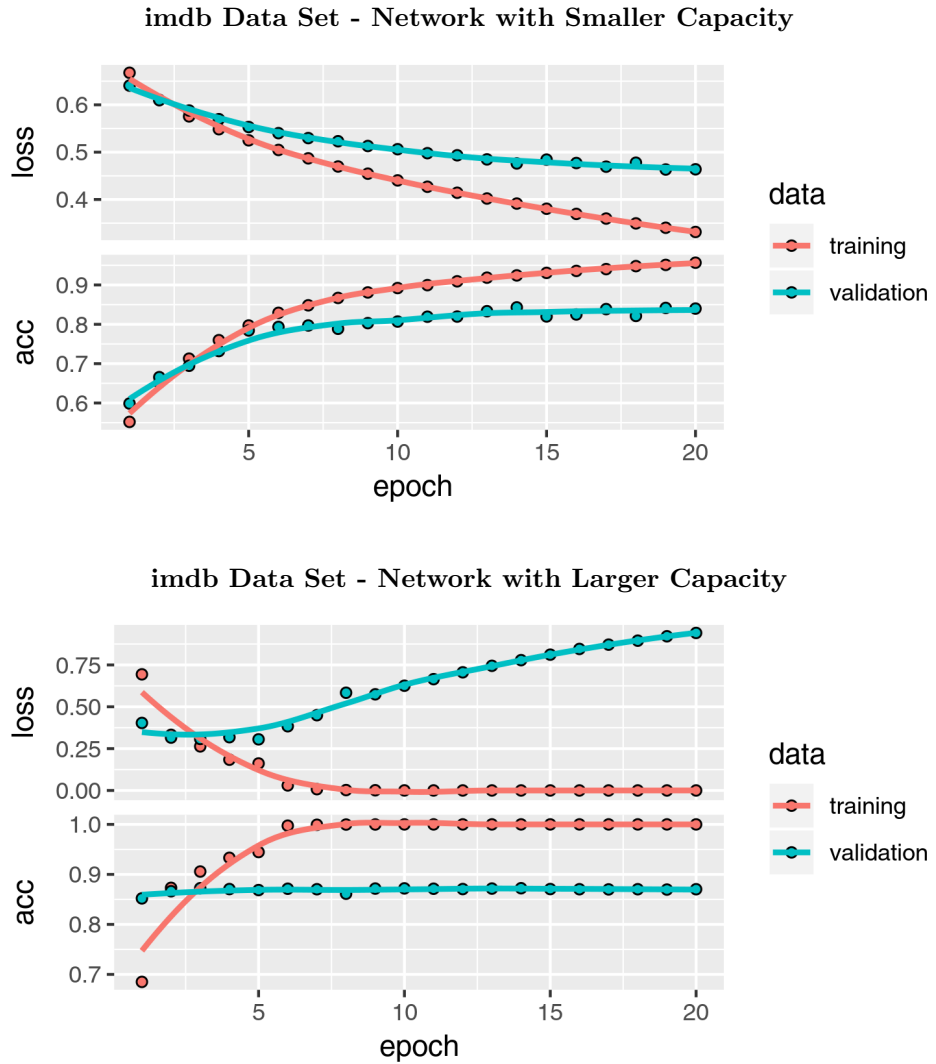 imdb Data Set - Network with Smaller Capacity
0.6
0.5
0.4
loss
0.9
0.8
0.7
0.6
acc
5
10
15
20
epoch
data
training
validation
imdb Data Set - Network with Larger Capacity
0.75
0.50
0.25
0.00
loss
1.0
0.9
0.8
0.7
acc
5
10
15
20
epoch
data
training
validation